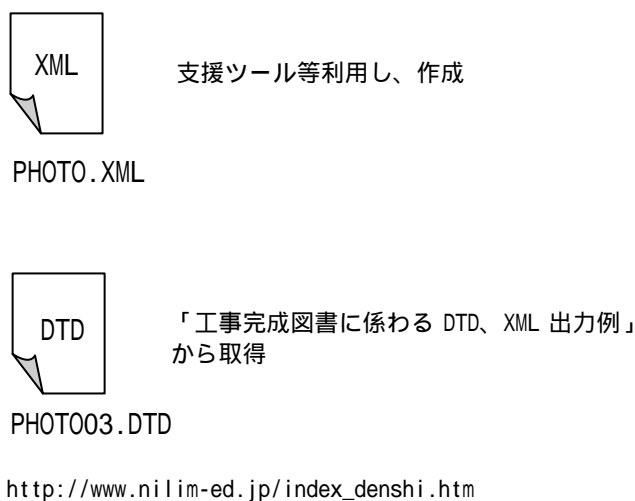 XML
支援ツール等利用し、作成
PHOTO.XML
DTD
「工事完成図書に係わる DTD、XML 出力例」
から取得
PHOTO03.DTD
http://www.nilim-ed.jp/index_denshi.htm